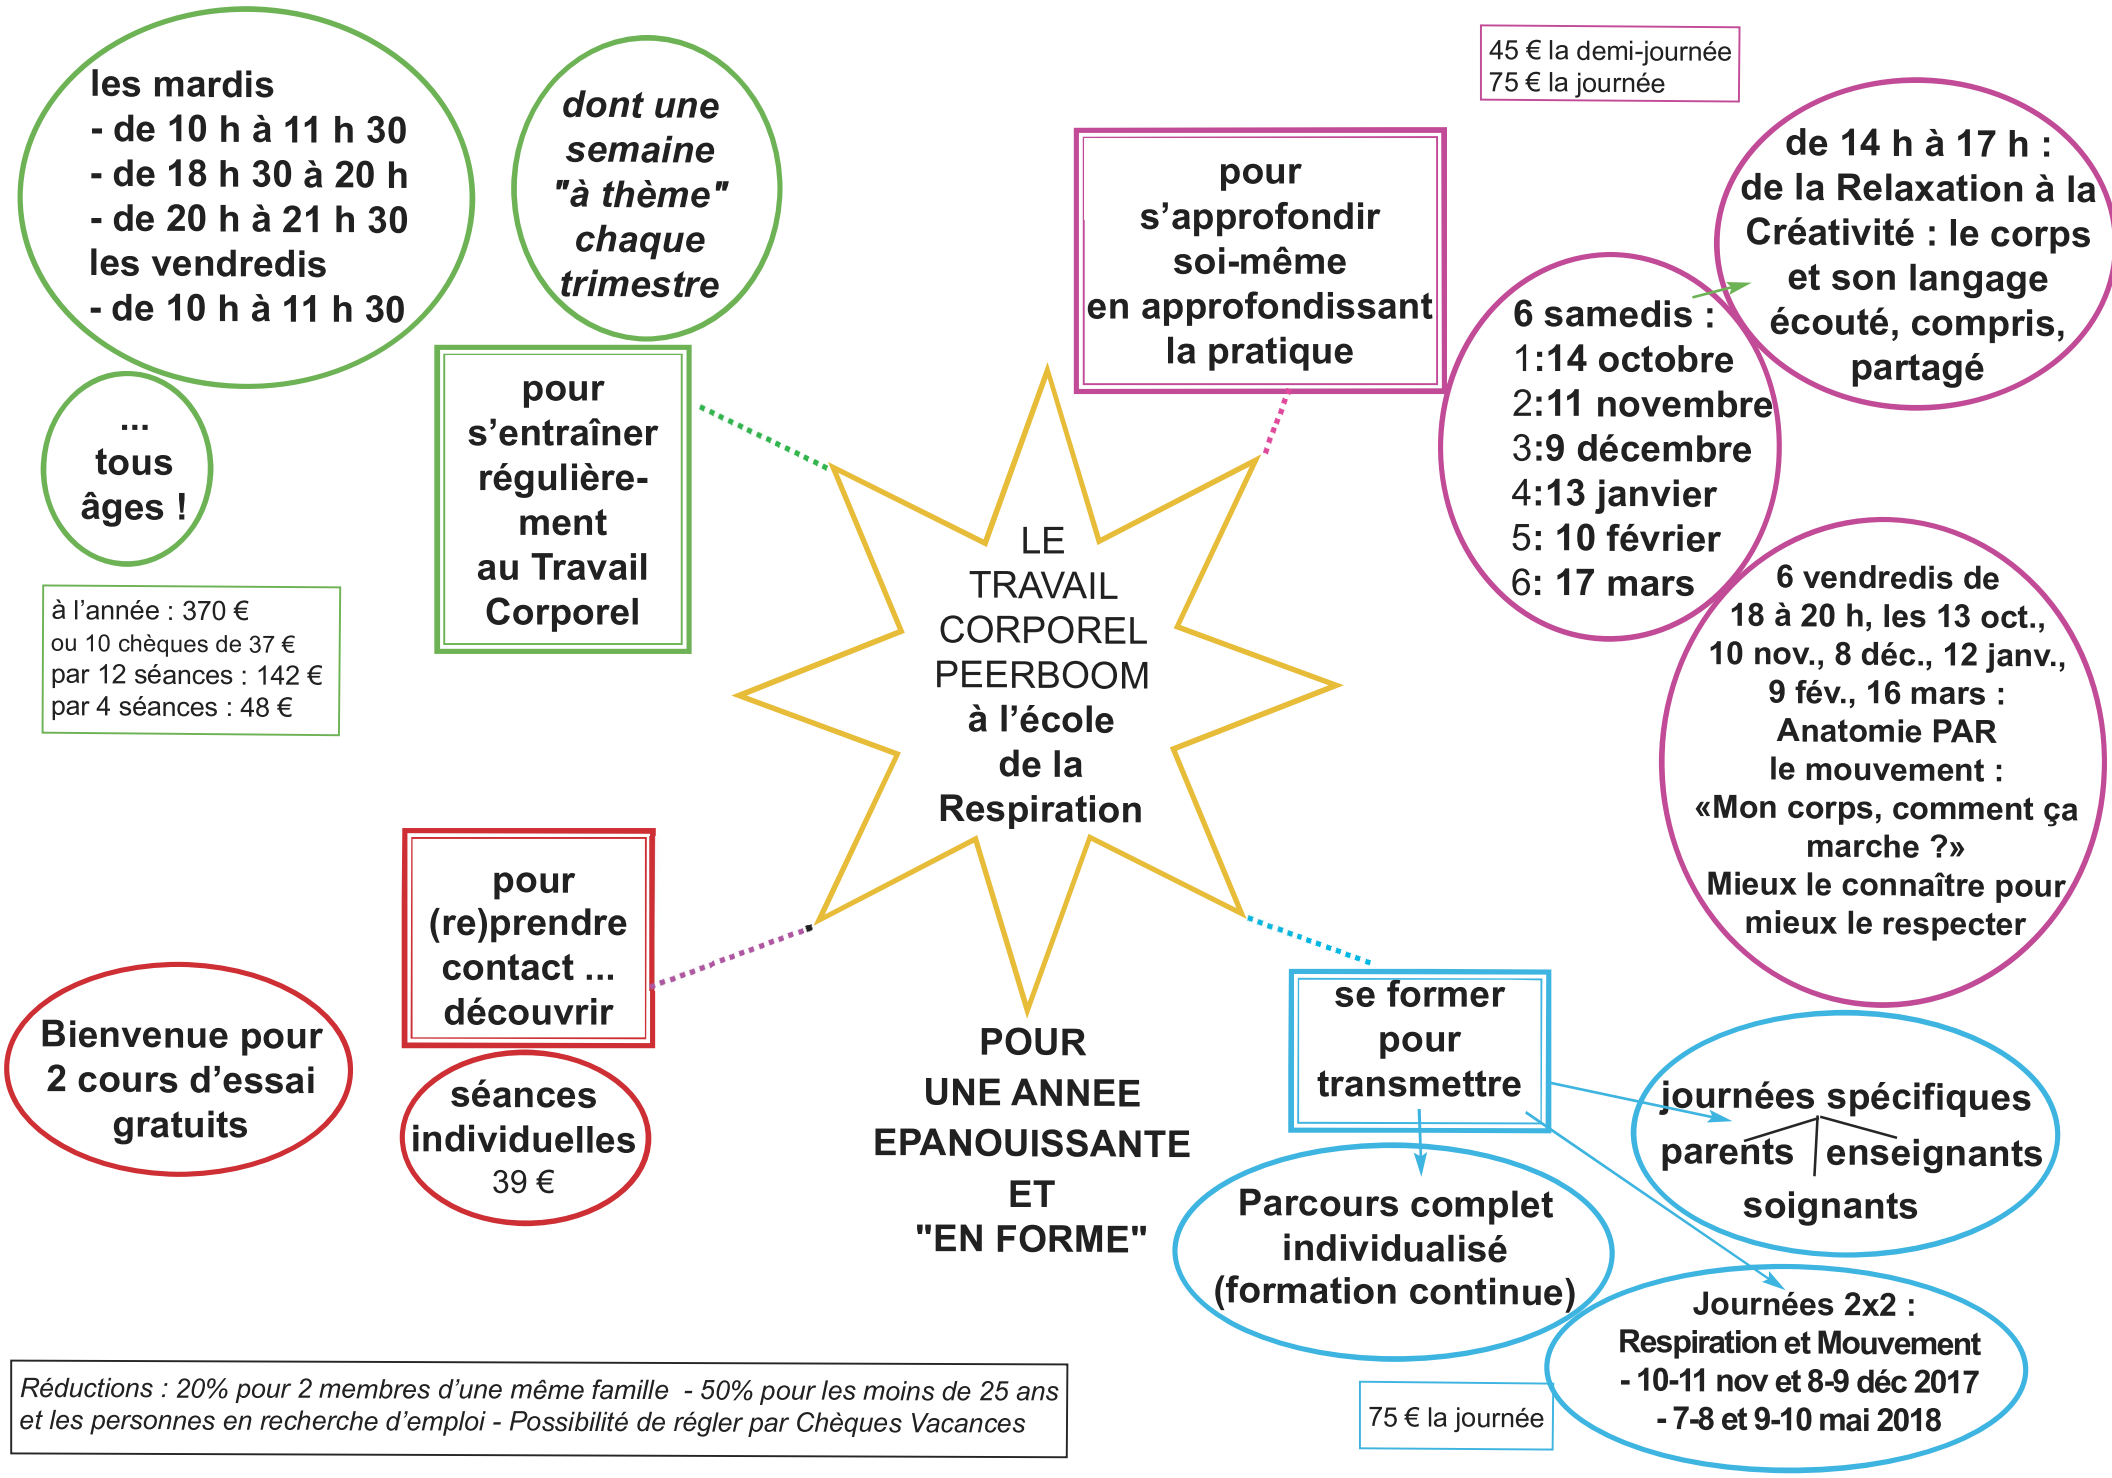 les mardis
- de 10 h à 11 h 30
- de 18 h 30 à 20 h
- de 20 h à 21 h 30
les vendredis
- de 10 h à 11 h 30
dont une
semaine
"à thème"
chaque
trimestre
...
tous
âges !
pour
s’entraîner
régulière-
ment
au Travail
Corporel
à l’année : 370 €
ou 10 chèques de 37 €
par 12 séances : 142 €
par 4 séances : 48 €
45 € la demi-journée
75 € la journée
pour
s’approfondir
soi-même
en approfondissant
la pratique
de 14 h à 17 h :
de la Relaxation à la
Créativité : le corps
et son langage
écouté, compris,
partagé
6 samedis :
1:14 octobre
2:11 novembre
3:9 décembre
4:13 janvier
5: 10 février
6: 17 mars
6 vendredis de
18 à 20 h, les 13 oct.,
10 nov., 8 déc., 12 janv.,
9 fév., 16 mars :
Anatomie PAR
le mouvement :
«Mon corps, comment ça
marche ?»
Mieux le connaître pour
mieux le respecter
LE
TRAVAIL
CORPOREL
PEERBOOM
à l’école
de la
Respiration
POUR
UNE ANNEE
EPANOUISSANTE
ET
"EN FORME"
pour
(re)prendre
contact ...
découvrir
Bienvenue pour
2 cours d’essai
gratuits
séances
individuelles
39 €
se former
pour
transmettre
journées spécifiques
parents enseignants
soignants
Parcours complet
individualisé
(formation continue)
Journées 2x2 :
Respiration et Mouvement
- 10-11 nov et 8-9 déc 2017
- 7-8 et 9-10 mai 2018
75 € la journée
Réductions : 20% pour 2 membres d’une même famille - 50% pour les moins de 25 ans
et les personnes en recherche d’emploi - Possibilité de régler par Chèques Vacances